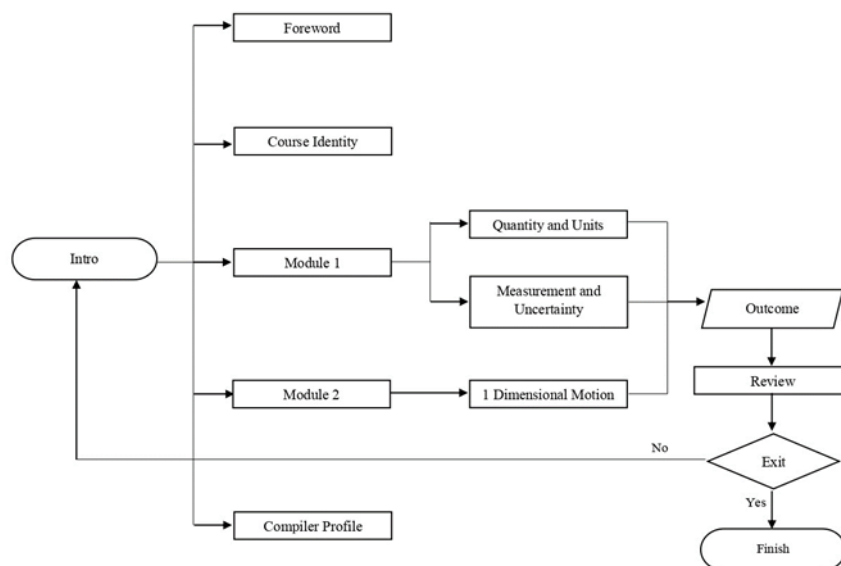 Foreword
Course Identity
Quantity and Units
Intro
Module 1
Measurement and
Uncertainty
Outcome
Review
Module 2
1 Dimensional Motion
No
Exit
Yes
Compiler Profile
Finish